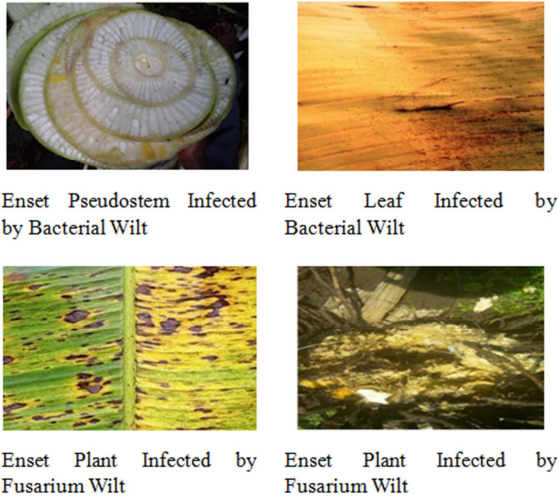 Enset Pseudostem Infected
by Bacterial Wilt
Enset Leaf Infected by
Bacterial Wilt
Enset Plant Infected by
Fusarium Wilt
Enset Plant Infected by
Fusarium Wilt